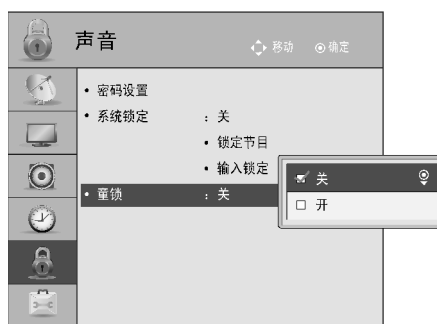 声音 移动 确定
• 密码设置
• 系统锁定 : 关
• 锁定节目
• 输入锁定
• 童锁 : 关
关
开